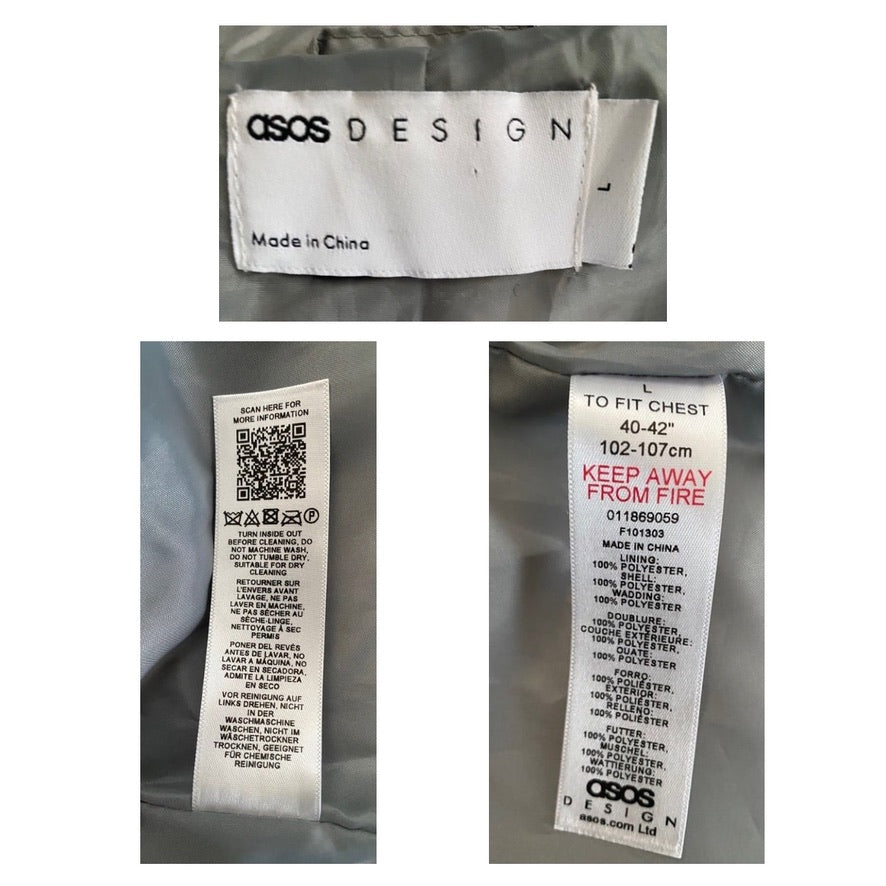 asos DESIGN
Made in China
L
SCAN HERE FOR
MORE INFORMATION
P
TURN INSIDE OUT
BEFORE CLEANING, DO
NOT MACHINE WASH,
DO NOT TUMBLE DRY.
SUITABLE FOR DRY
CLEANING
RETOURNER SUR
L'ENVERS AVANT
LAVAGE, NE PAS
LAVER EN MACHINE,
NE PAS SÉCHER AU
SÈCHE-LINGE,
NETTOYAGE À SEC
PERMIS
PONER DEL REVÉS
ANTES DE LAVAR, NO
LAVAR A MÁQUINA, NO
SECAR EN SECADORA,
ADMITE LA LIMPIEZA
EN SECO
VOR REINIGUNG AUF
LINKS DREHEN, NICHT
IN DER
WASCHMASCHINE
WASCHEN, NICHT IM
WÄSCHETROCKNER
TROCKNEN, GEEIGNET
FÜR CHEMISCHE
REINIGUNG
L
TO FIT CHEST
40-42"
102-107cm
KEEP AWAY
FROM FIRE
011869059
F101303
MADE IN CHINA
LINING:
100% POLYESTER,
SHELL:
100% POLYESTER,
WADDING:
100% POLYESTER
DOUBLURE:
100% POLYESTER,
COUCHE EXTÉRIEURE:
100% POLYESTER,
OUATE:
100% POLYESTER
FORRO:
100% POLIÉSTER,
EXTERIOR:
100% POLIÉSTER,
RELLENO:
100% POLIÉSTER
FUTTER:
100% POLYESTER,
MUSCHEL:
100% POLYESTER,
WATTIERUNG:
100% POLYESTER
asos
DESIGN
asos.com Ltd